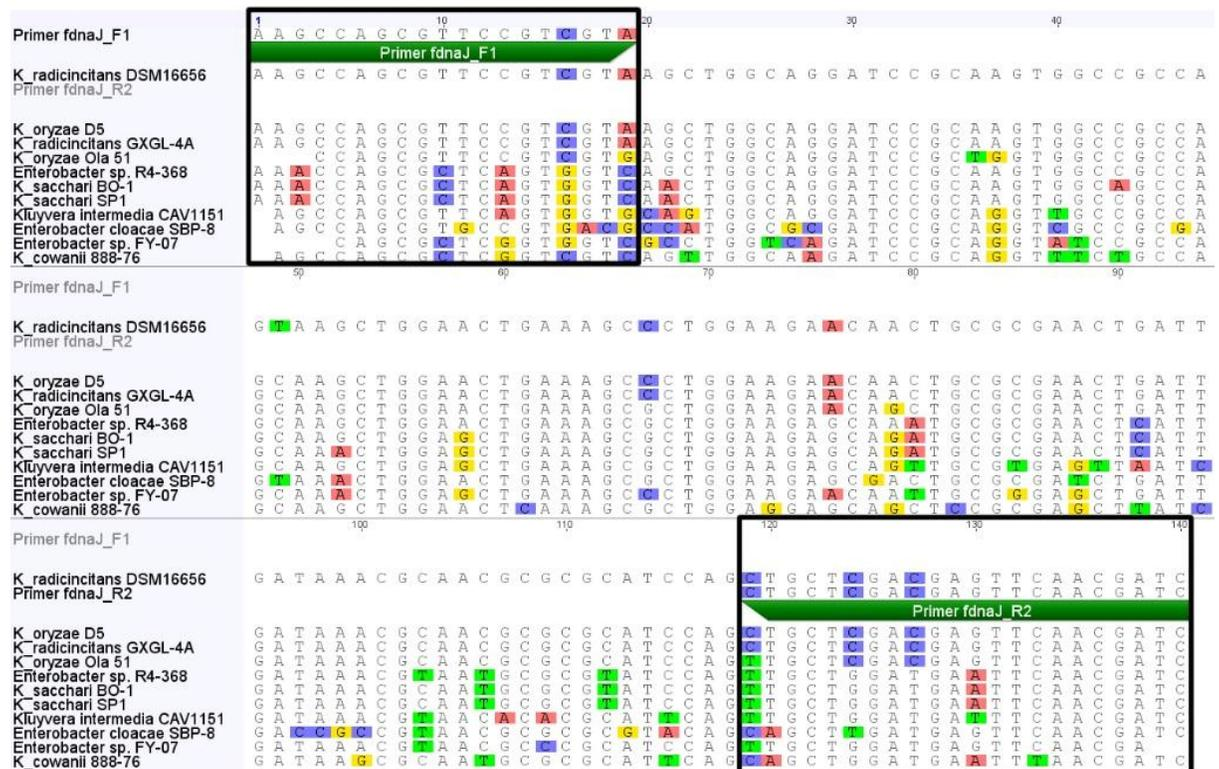 1 10 20 30 40
Primer fdnaJ_F1 A A G C C A G C G T T C C G T C G T A
Primer fdnaJ_F1
K_radicincitans DSM16656 A A G C C A G C G T T C C G T C G T A A G C T G G C A G G A T C C G C A A G T G G C C G C C A
Primer fdnaJ_R2
K_oryzae D5 A A G C C A G C G T T C C G T C G T A A G C T G G C A G G A T C C G C A A G T G G C C G C C A
K_radicincitans GXGL-4A A A G C C A G C G T T C C G T C G T A A G C T G G C A G G A T C C G C A A G T G G C C G C C A
K_oryzae Ola 51 C C A G C G T T C C G T C G T G A G C T G G C A G G A T C C G C T G G T G G C C G C C A
Enterobacter sp. R4-368 A A A C C A G C G C T C A G T G G T C A G C T G G C A G G A T C C G C A A G T G G C C G C C A
K_sacchari BO-1 A A A C C A G C G C T C A G T G G T C A A C T G G C A G G A T C C G C A A G T G G C A G C C A
K_sacchari SP1 A A A C C A G C G C T C A G T G G T C A A C T G G C A G G A T C C G C A A G T G G C C G C C A
Kluyvera intermedia CAV1151 A G C C A G C G T T C A G T G G T G C A G T G G C A G G A T C C G C A G G T T G C C G C C A
Enterobacter cloacae SBP-8 A G C C A G C G T G C C G T G A C G C C A T G G C G C G A T C C G C A G G T C G C C G C G A
Enterobacter sp. FY-07 C A G C G C T C G G T G G T C G C C T G G T C A G A T C C G C A G G T A T C C G C C A
K_cowanii 888-76 A G C C A G C G C T C G G T C G T C A G T T G G C A A G A T C C G C A G G T T T C T G C C A
50 60 70 80 90
Primer fdnaJ_F1
K_radicincitans DSM16656 G T A A G C T G G A A C T G A A A G C C C T G G A A G A A C A A C T G C G C G A A C T G A T T
Primer fdnaJ_R2
K_oryzae D5 G C A A G C T G G A A C T G A A A G C C C T G G A A G A A C A A C T G C G C G A A C T G A T T
K_radicincitans GXGL-4A G C A A G C T G G A A C T G A A A G C C C T G G A A G A A C A A C T G C G C G A A C T G A T T
K_oryzae Ola 51 G C A A G C T G G A A C T G A A A G C G C T G G A A G A A C A G C T G C G C G A A C T G A T T
Enterobacter sp. R4-368 G C A A G C T G G A A C T G A A A G C G C T G G A A G A G C A A A T G C G C G A A C T C A T T
K_sacchari BO-1 G C A A G C T G G A G C T G A A A G C G C T G G A A G A G C A G A T G C G C G A A C T C A T T
K_sacchari SP1 G C A A A C T G G A G C T G A A A G C G C T G G A A G A G C A G A T G C G C G A A C T C A T T
Kluyvera intermedia CAV1151 G C A A G C T G G A G C T G A A A G C G C T G G A A G A G C A G T T G C G T G A G T T A A T C
Enterobacter cloacae SBP-8 G T A A A C T G G A A C T G A A A G C G C T G G A A G A G C G A C T G C G C G A T C T G A T T
Enterobacter sp. FY-07 G C A A A C T G G A G C T G A A A G C C C T G G A A G A A C A A T T G C G G G A T C T G A T T
K_cowanii 888-76 G C A A G C T G G A A C T C A A A G C G C T G G A G G A G C A G C T C C G C G A G C T T A T C
100 110 120 130 140
Primer fdnaJ_F1
K_radicincitans DSM16656 G A T A A A C G C A A C G C G C G C A T C C A G C T G C T C G A C G A G T T C A A C G A T C
Primer fdnaJ_R2 C T G C T C G A C G A G T T C A A C G A T C
Primer fdnaJ_R2
K_oryzae D5 G A T A A A C G C A A C G C G C G C A T C C A G C T G C T C G A C G A G T T C A A C G A T C
K_radicincitans GXGL-4A G A T A A A C G C A A C G C G C G C A T C C A G C T G C T C G A C G A G T T C A A C G A T C
K_oryzae Ola 51 G A T A A A C G C A A C G C G C G C A T C C A G T T G C T C G A C G A G T T C A A C G A T C
Enterobacter sp. R4-368 G A T A A A C G T A A T G C G C G T A T C C A G T T G C T G G A T G A A T T C A A C G A T C
K_sacchari BO-1 G A T A A A C G C A A T G C G C G T A T C C A G T T G C T G G A T G A A T T C A A C G A T C
K_sacchari SP1 G A T A A A C G C A A T G C G C G T A T C C A G T T G C T G G A T G A A T T C A A C G A T C
Kluyvera intermedia CAV1151 G A T A A A C G T A A C A C A C G C A T T C A G T T G C T G G A T G A T T T C A A C G A T C
Enterobacter cloacae SBP-8 G A C C G C C G T A A C G C G C G C G T A C A G C A G C T T G A T G A G T T C A A C G A T C
Enterobacter sp. FY-07 G A T A A A C G T A A C G C C C G C A T C C A G T T G C T G G A T G A G T T C A A C G A
K_cowanii 888-76 G A T A A G C G C A A T G C G C G C A T T C A G C A G C T G G A T G A A T T T A A C G A T C